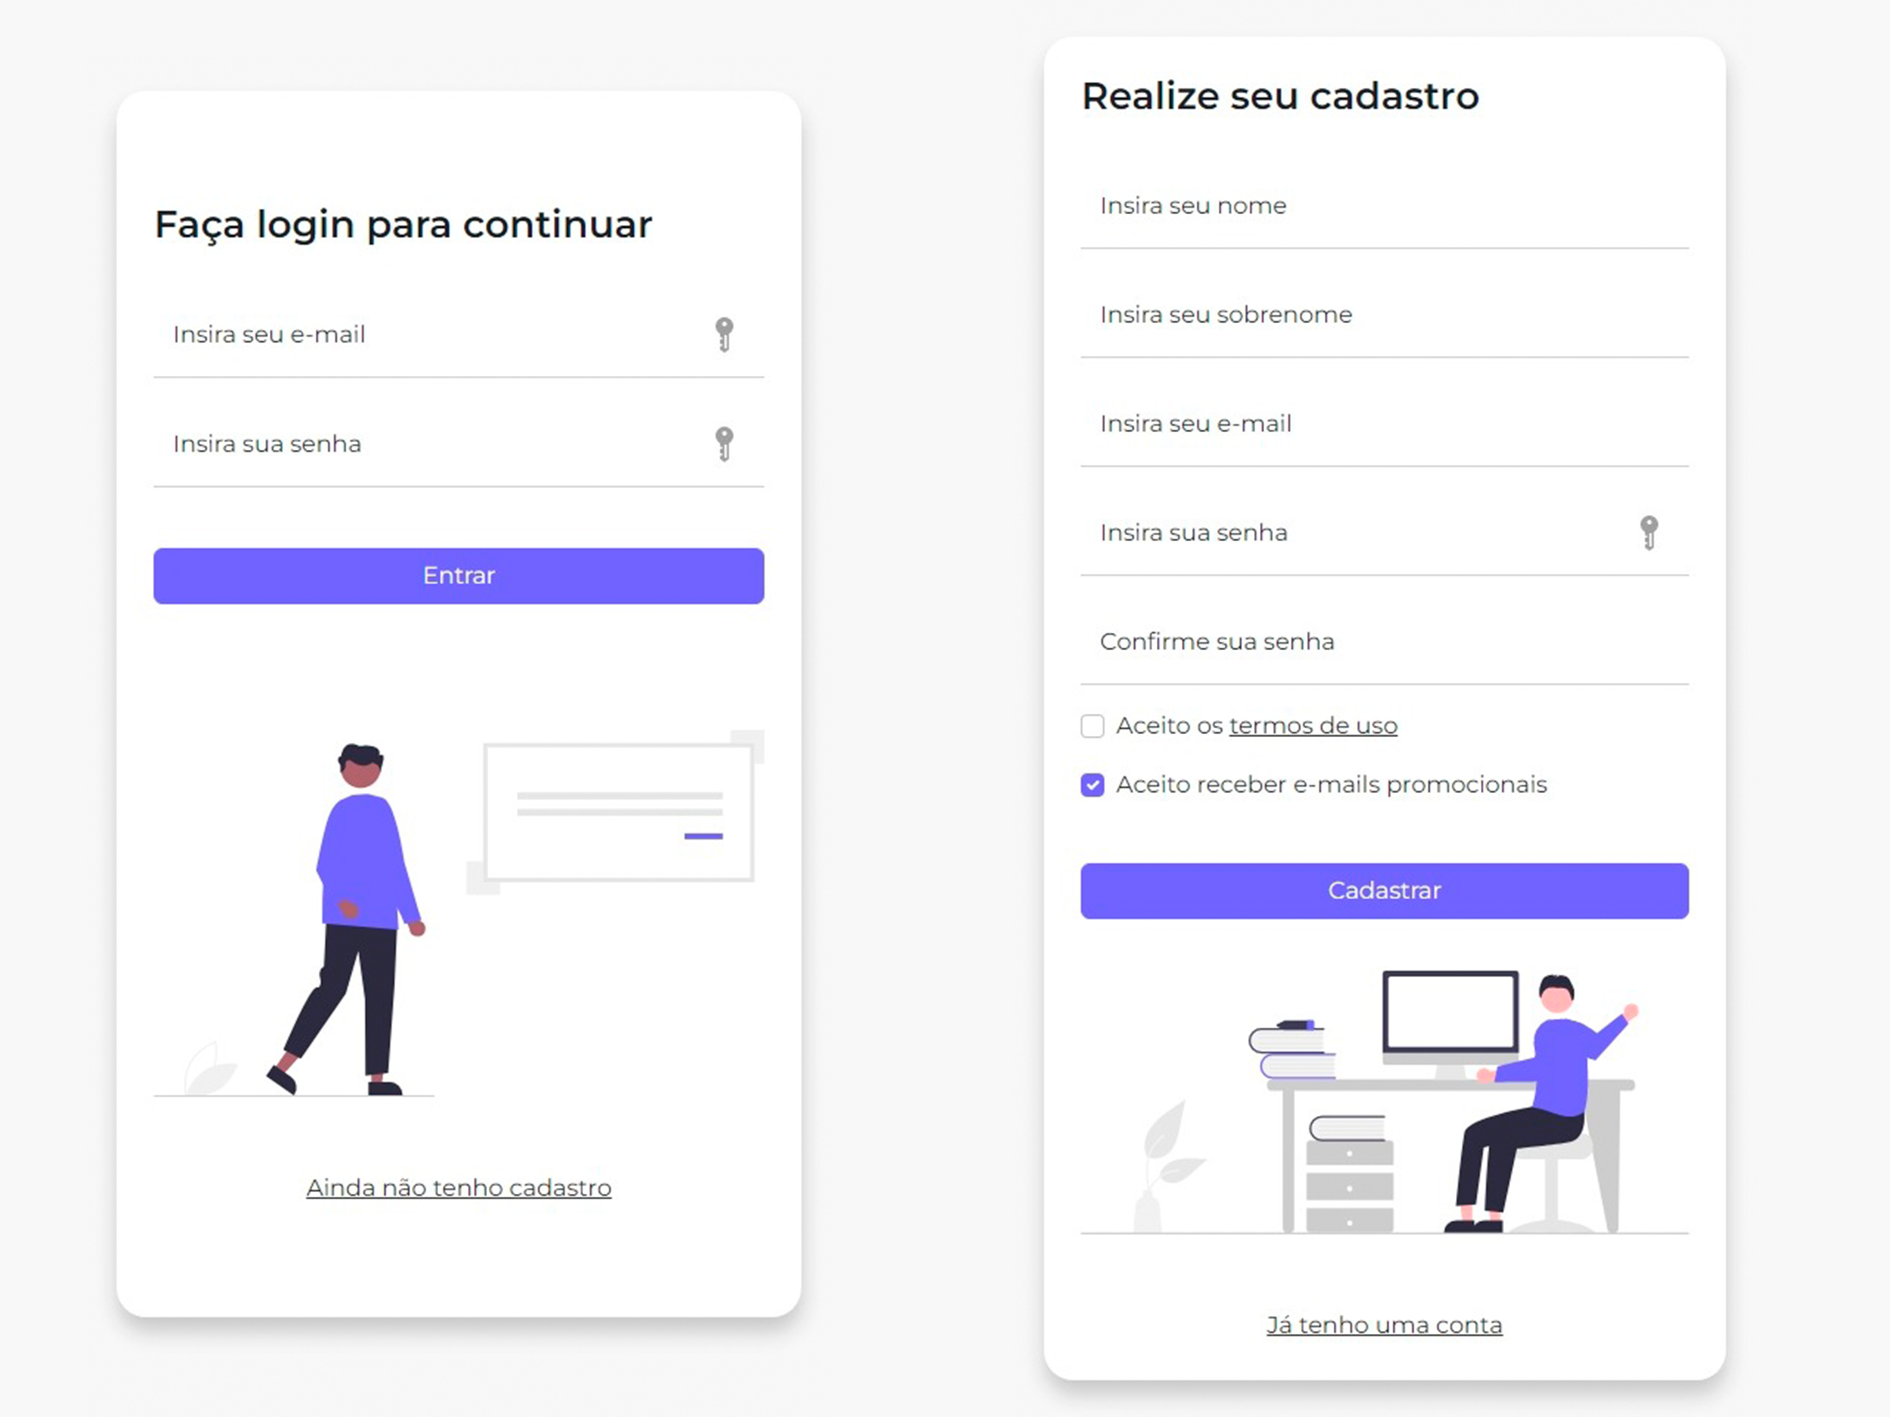 Faça login para continuar
Insira seu e-mail
Insira sua senha
Entrar
Ainda não tenho cadastro
Realize seu cadastro
Insira seu nome
Insira seu sobrenome
Insira seu e-mail
Insira sua senha
Confirme sua senha
Aceito os termos de uso
Aceito receber e-mails promocionais
Cadastrar
Já tenho uma conta